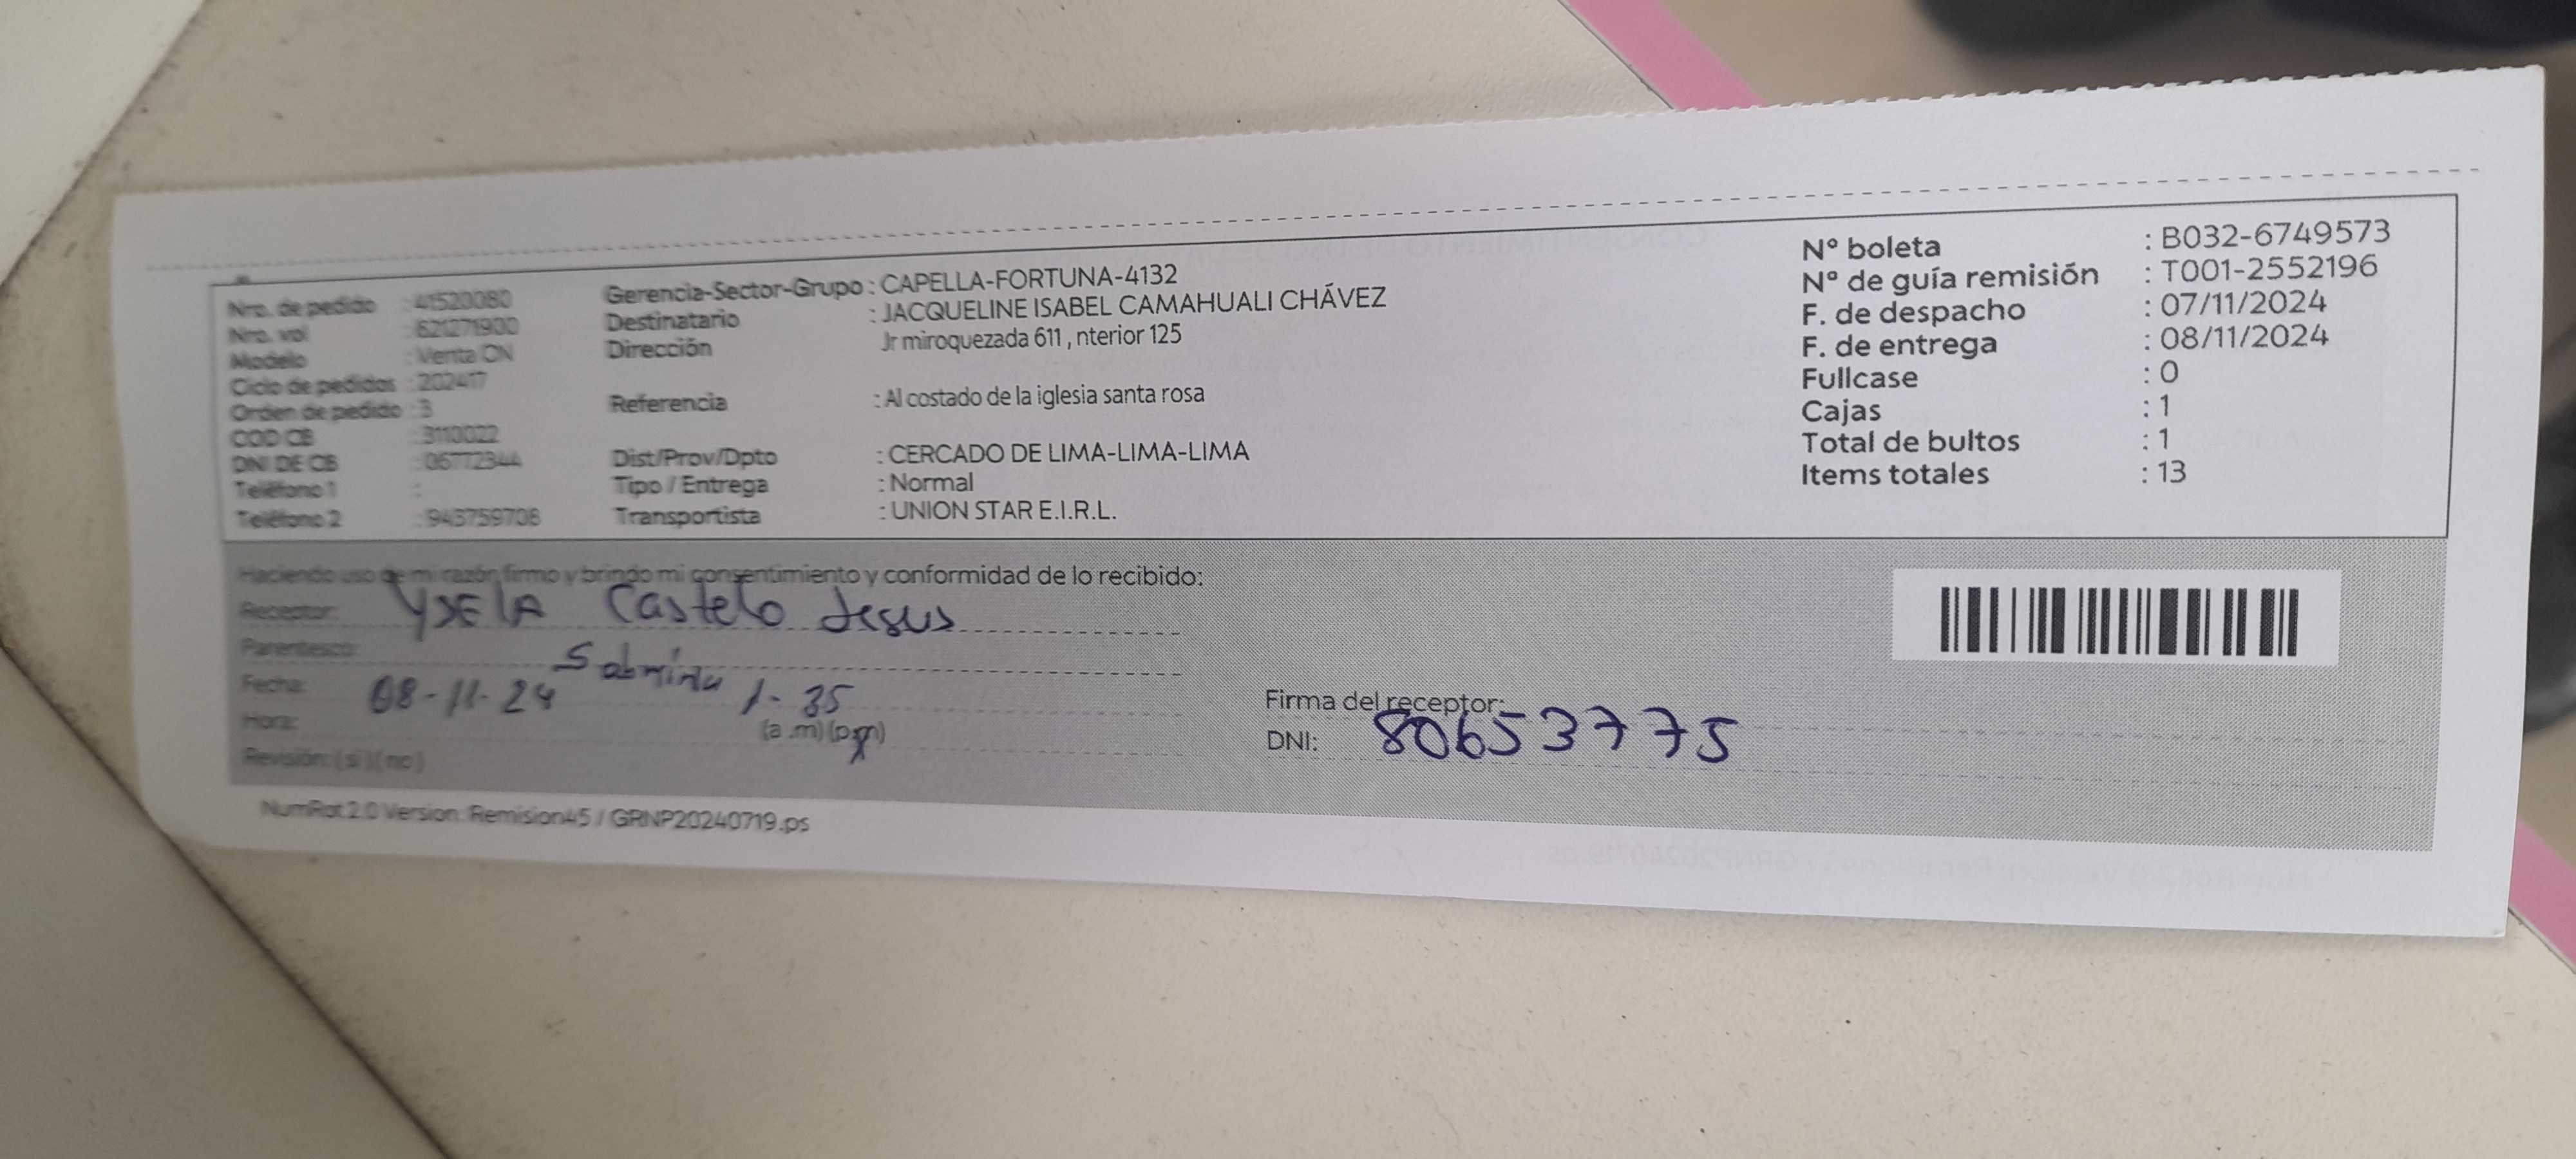 Nro. de pedido : 41520080
Nro. vol : 621271900
Modelo : Venta ON
Ciclo de pedidos : 202417
Orden de pedido : 3
COD CB : 3110022
DNI DE CB : 06772344
Teléfono 1 :
Teléfono 2 : 943759708
Gerencia-Sector-Grupo : CAPELLA-FORTUNA-4132
Destinatario : JACQUELINE ISABEL CAMAHUALI CHÁVEZ
Dirección Jr miroquezada 611 , nterior 125
Referencia : Al costado de la iglesia santa rosa
Dist/Prov/Dpto : CERCADO DE LIMA-LIMA-LIMA
Tipo / Entrega : Normal
Transportista : UNION STAR E.I.R.L.
Nº boleta : B032-6749573
Nº de guía remisión : T001-2552196
F. de despacho : 07/11/2024
F. de entrega : 08/11/2024
Fullcase : 0
Cajas : 1
Total de bultos : 1
Items totales : 13
Haciendo uso de mi razón firmo y brindo mi consentimiento y conformidad de lo recibido:
Receptor: YSELA Castelo Jesus
Parentesco:
Fecha: 08-11-24 1-35
Hora: (a .m) (p.m)
Revisión: ( si ) ( no )
Firma del receptor:
DNI: 80653775
NumRot 2.0 Version: Remision45 / GRNP20240719.ps